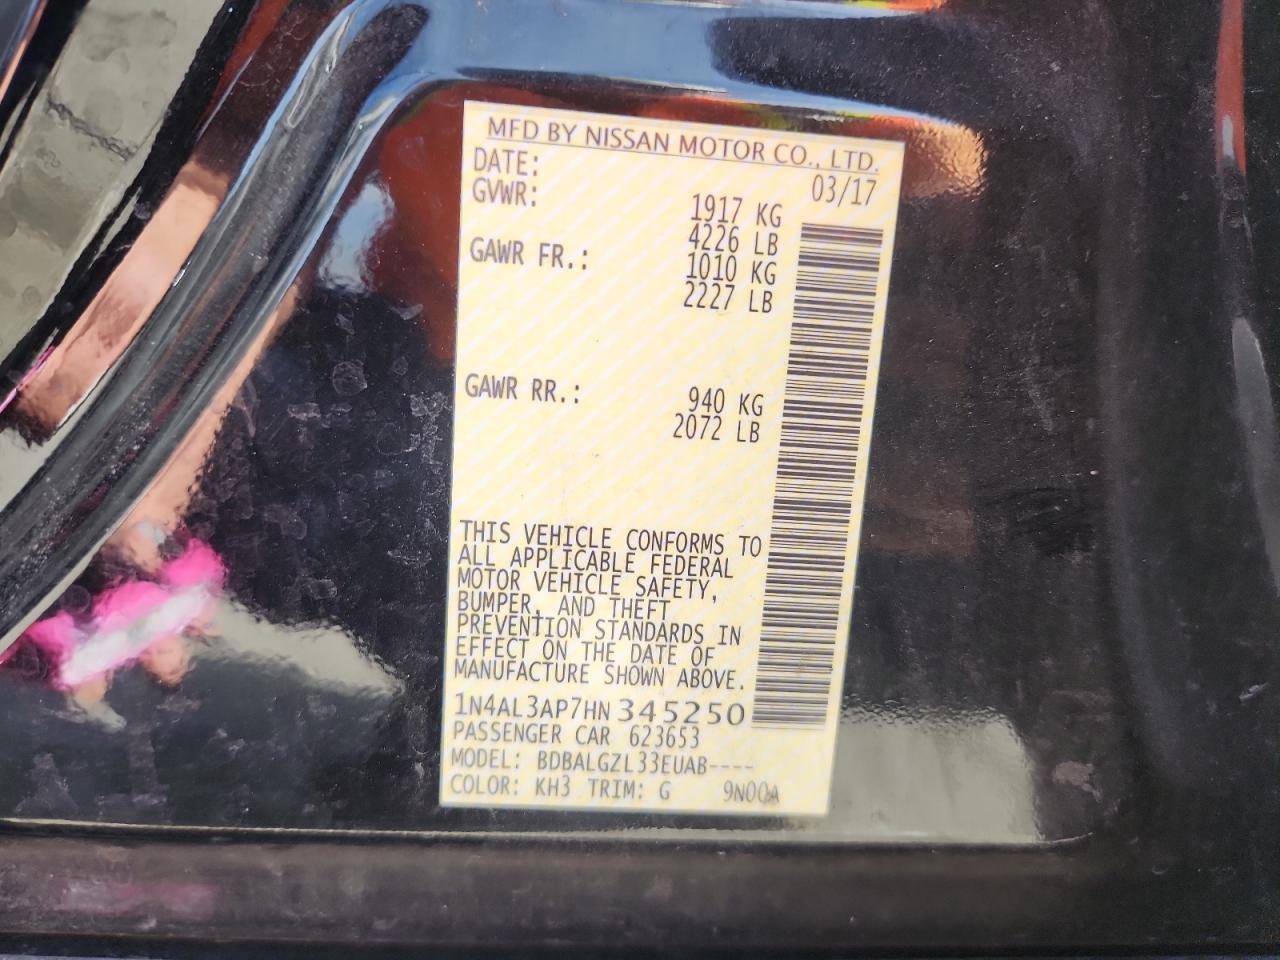 MFD BY NISSAN MOTOR CO., LTD.
DATE: 03/17
GVWR: 1917 KG
4226 LB
GAWR FR.: 1010 KG
2227 LB
GAWR RR.: 940 KG
2072 LB
THIS VEHICLE CONFORMS TO
ALL APPLICABLE FEDERAL
MOTOR VEHICLE SAFETY,
BUMPER, AND THEFT
PREVENTION STANDARDS IN
EFFECT ON THE DATE OF
MANUFACTURE SHOWN ABOVE.
1N4AL3AP7HN345250
PASSENGER CAR 623653
MODEL: BDBALGZL33EUAB----
COLOR: KH3 TRIM: G 9N00A